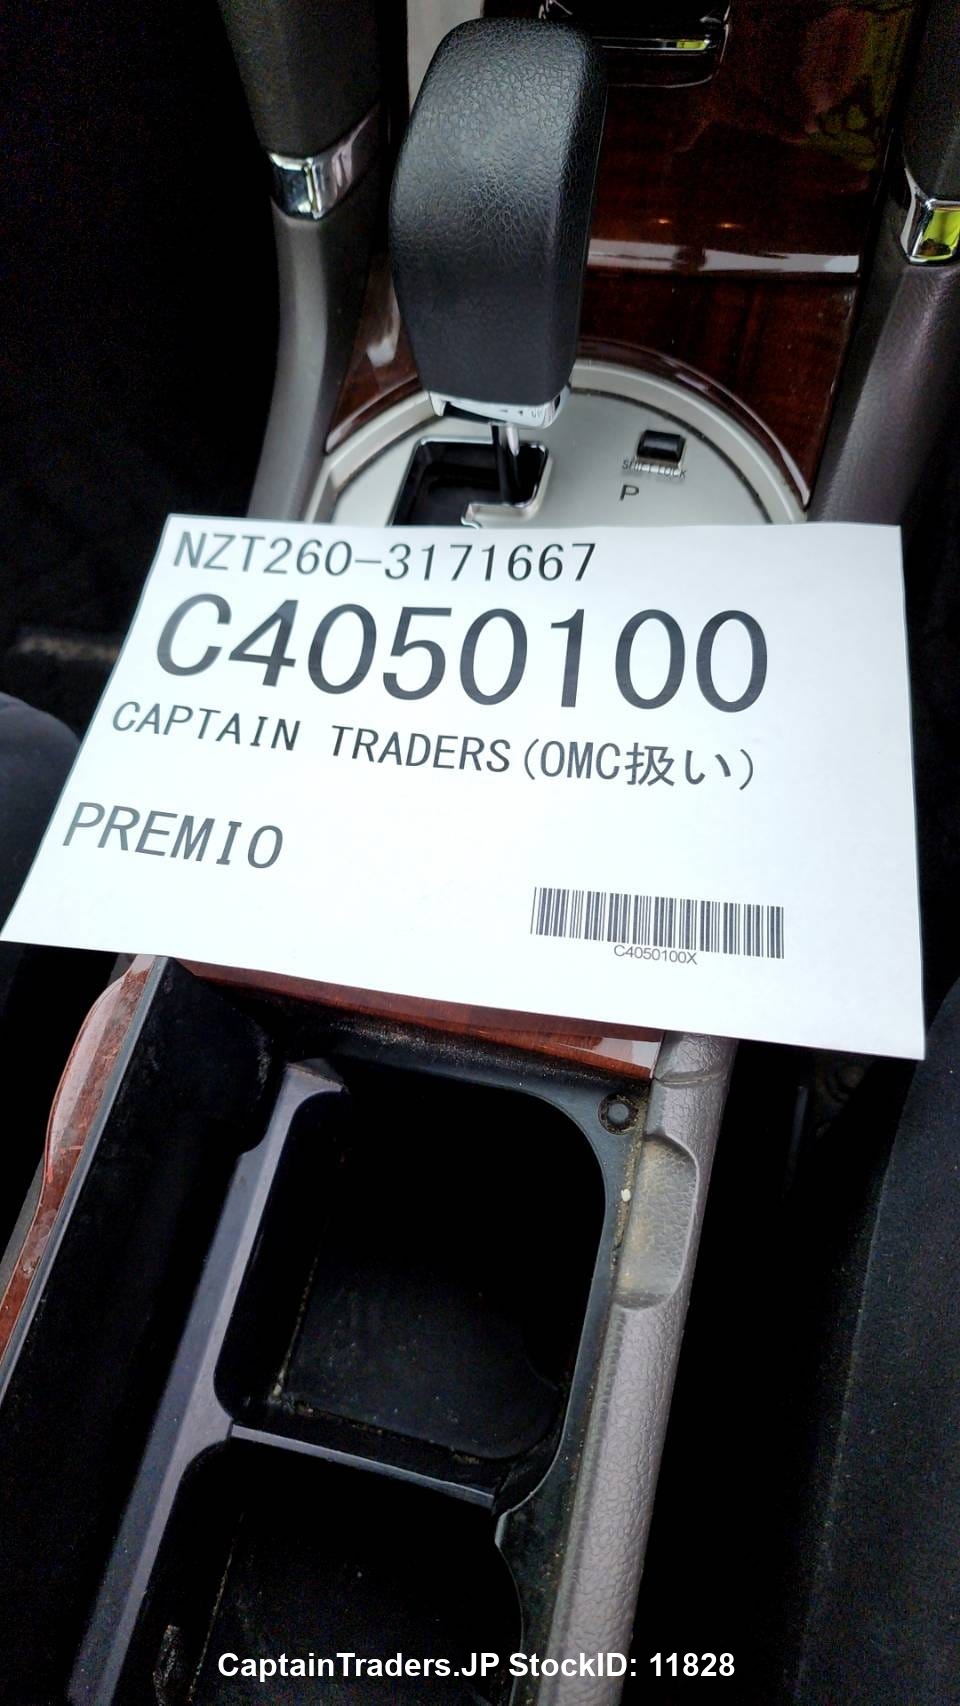 SHIFT LOCK
P
NZT260-3171667
C4050100
CAPTAIN TRADERS(OMC扱い)
PREMIO
C4050100X
CaptainTraders.JP StockID: 11828